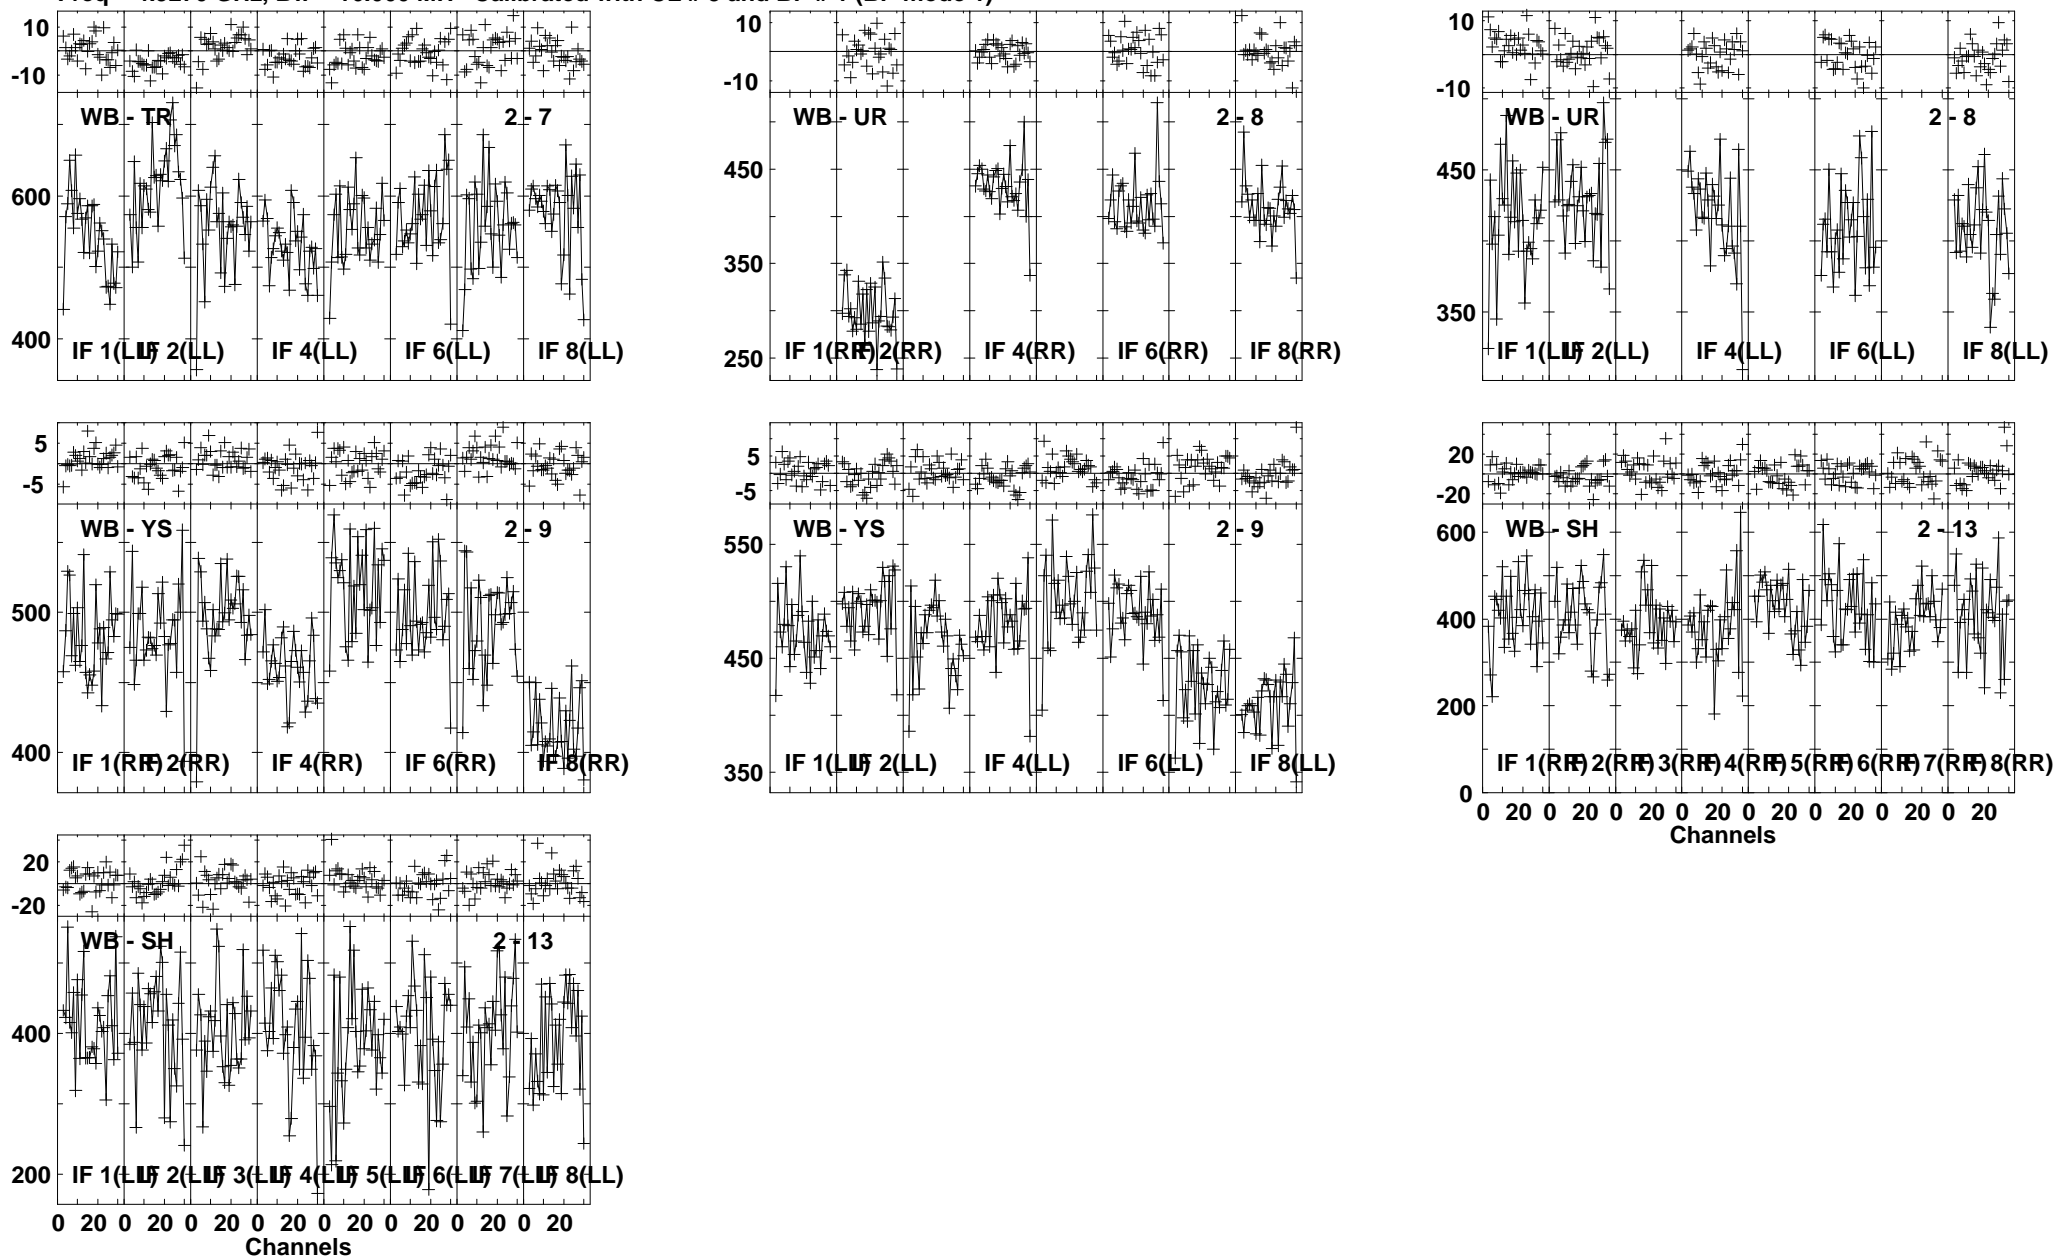 10
-10
WB - TR
2 - 7
600
400
IF 1(LL) IF 2(LL) IF 4(LL) IF 6(LL) IF 8(LL)
10
-10
WB - UR
2 - 8
450
350
250
IF 1(RR) IF 2(RR) IF 4(RR) IF 6(RR) IF 8(RR)
10
-10
WB - UR
2 - 8
450
350
IF 1(LL) IF 2(LL) IF 4(LL) IF 6(LL) IF 8(LL)
5
-5
WB - YS
2 - 9
500
400
IF 1(RR) IF 2(RR) IF 4(RR) IF 6(RR) IF 8(RR)
5
-5
WB - YS
2 - 9
550
450
350
IF 1(LL) IF 2(LL) IF 4(LL) IF 6(LL) IF 8(LL)
20
-20
WB - SH
2 - 13
600
400
200
0
IF 1(RR) IF 2(RR) IF 3(RR) IF 4(RR) IF 5(RR) IF 6(RR) IF 7(RR) IF 8(RR)
0 20 0 20 0 20 0 20 0 20 0 20 0 20 0 20
Channels
20
-20
WB - SH
2 - 13
400
200
IF 1(LL) IF 2(LL) IF 3(LL) IF 4(LL) IF 5(LL) IF 6(LL) IF 7(LL) IF 8(LL)
0 20 0 20 0 20 0 20 0 20 0 20 0 20 0 20
Channels